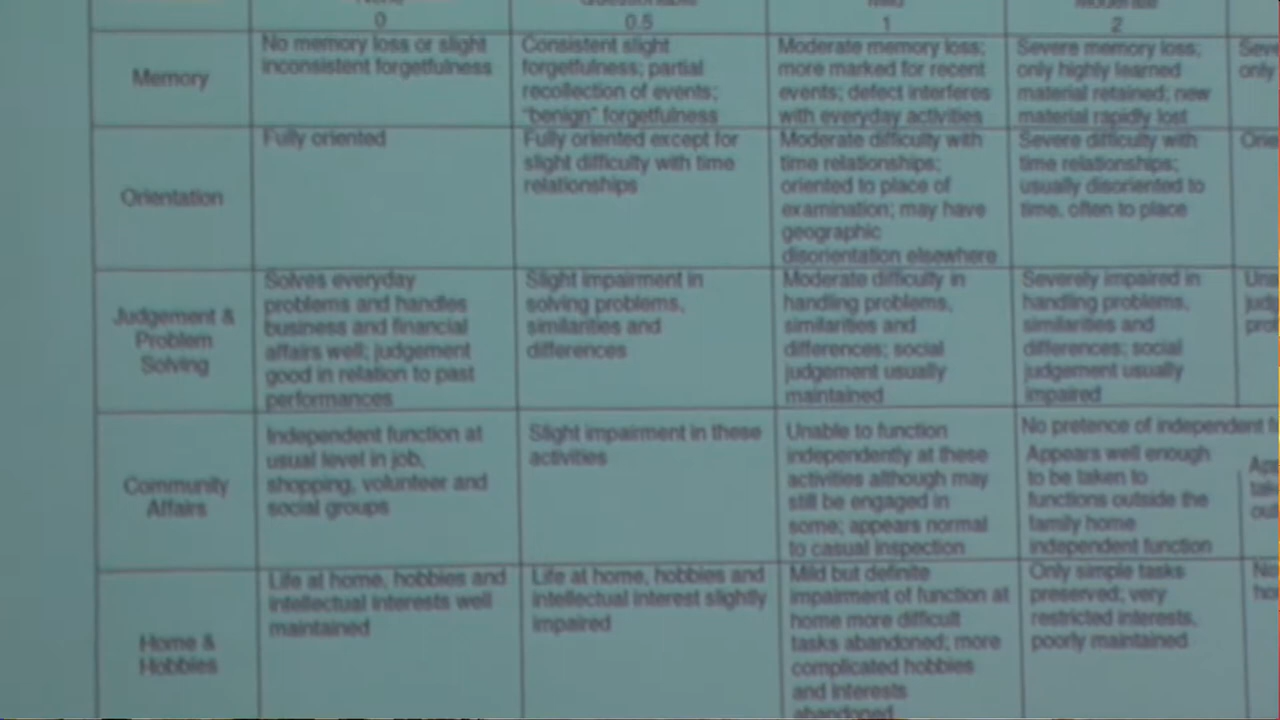 None
Questionable
Mild
Moderate
0
0.5
1
2
Memory
No memory loss or slight
inconsistent forgetfulness
Consistent slight
forgetfulness; partial
recollection of events;
"benign" forgetfulness
Moderate memory loss;
more marked for recent
events; defect interferes
with everyday activities
Severe memory loss;
only highly learned
material retained; new
material rapidly lost
only
Orientation
Fully oriented
Fully oriented except for
slight difficulty with time
relationships
Moderate difficulty with
time relationships;
oriented to place of
examination; may have
geographic
disorientation elsewhere
Severe difficulty with
time relationships;
usually disoriented to
time, often to place
Judgement &
Problem
Solving
Solves everyday
problems and handles
business and financial
affairs well; judgement
good in relation to past
performances
Slight impairment in
solving problems,
similarities and
differences
Moderate difficulty in
handling problems,
similarities and
differences; social
judgement usually
maintained
Severely impaired in
handling problems,
similarities and
differences; social
judgement usually
impaired
Community
Affairs
Independent function at
usual level in job,
shopping, volunteer and
social groups
Slight impairment in these
activities
Unable to function
independently at these
activities although may
still be engaged in
some; appears normal
to casual inspection
No pretence of independent
Appears well enough
to be taken to
functions outside the
family home
independent function
Home &
Hobbies
Life at home, hobbies and
intellectual interests well
maintained
Life at home, hobbies and
intellectual interest slightly
impaired
Mild but definite
impairment of function at
home more difficult
tasks abandoned; more
complicated hobbies
and interests
abandoned
Only simple tasks
preserved; very
restricted interests,
poorly maintained